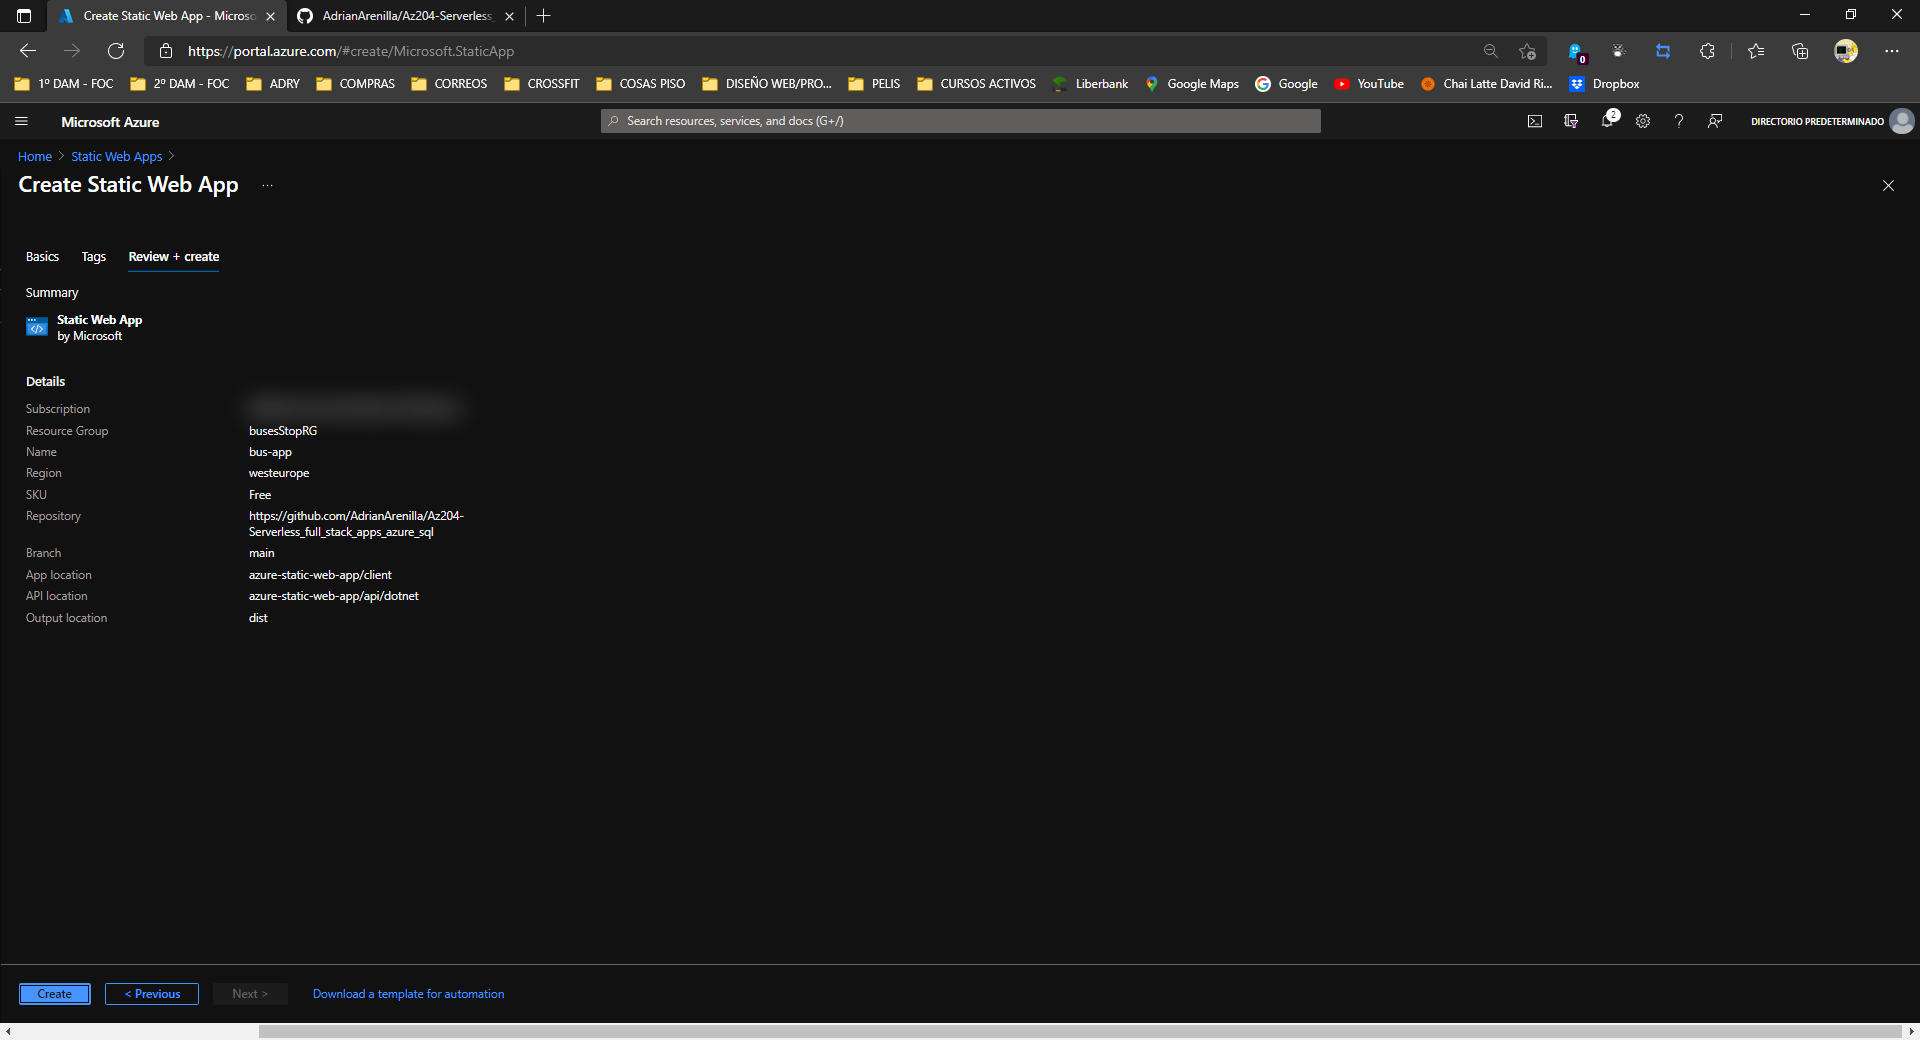 Create Static Web App - Microso
AdrianArenilla/Az204-Serverless_
https://portal.azure.com/#create/Microsoft.StaticApp
0
1º DAM - FOC
2º DAM - FOC
ADRY
COMPRAS
CORREOS
CROSSFIT
COSAS PISO
DISEÑO WEB/PRO...
PELIS
CURSOS ACTIVOS
Liberbank
Google Maps
Google
YouTube
Chai Latte David Ri...
Dropbox
Microsoft Azure
Search resources, services, and docs (G+/)
2
DIRECTORIO PREDETERMINADO
Home > Static Web Apps >
Create Static Web App ...
Basics
Tags
Review + create
Summary
Static Web App
by Microsoft
Details
Subscription
Resource Group busesStopRG
Name bus-app
Region westeurope
SKU Free
Repository https://github.com/AdrianArenilla/Az204-
Serverless_full_stack_apps_azure_sql
Branch main
App location azure-static-web-app/client
API location azure-static-web-app/api/dotnet
Output location dist
Create
< Previous
Next >
Download a template for automation